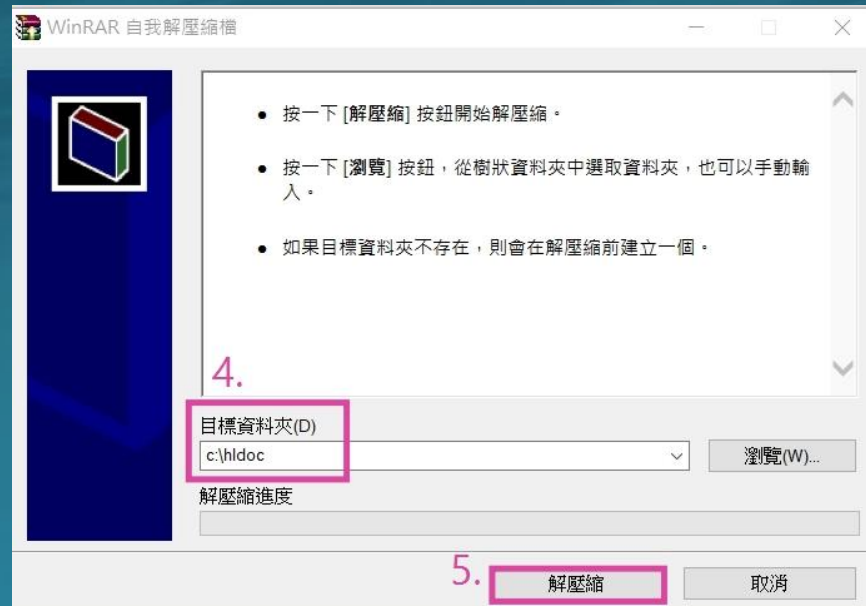 WinRAR 自我解壓縮檔
● 按一下 [解壓縮] 按鈕開始解壓縮。
● 按一下 [瀏覽] 按鈕，從樹狀資料夾中選取資料夾，也可以手動輸
入。
● 如果目標資料夾不存在，則會在解壓縮前建立一個。
4.
目標資料夾(D)
c:\hldoc
瀏覽(W)...
解壓縮進度
5.
解壓縮
取消